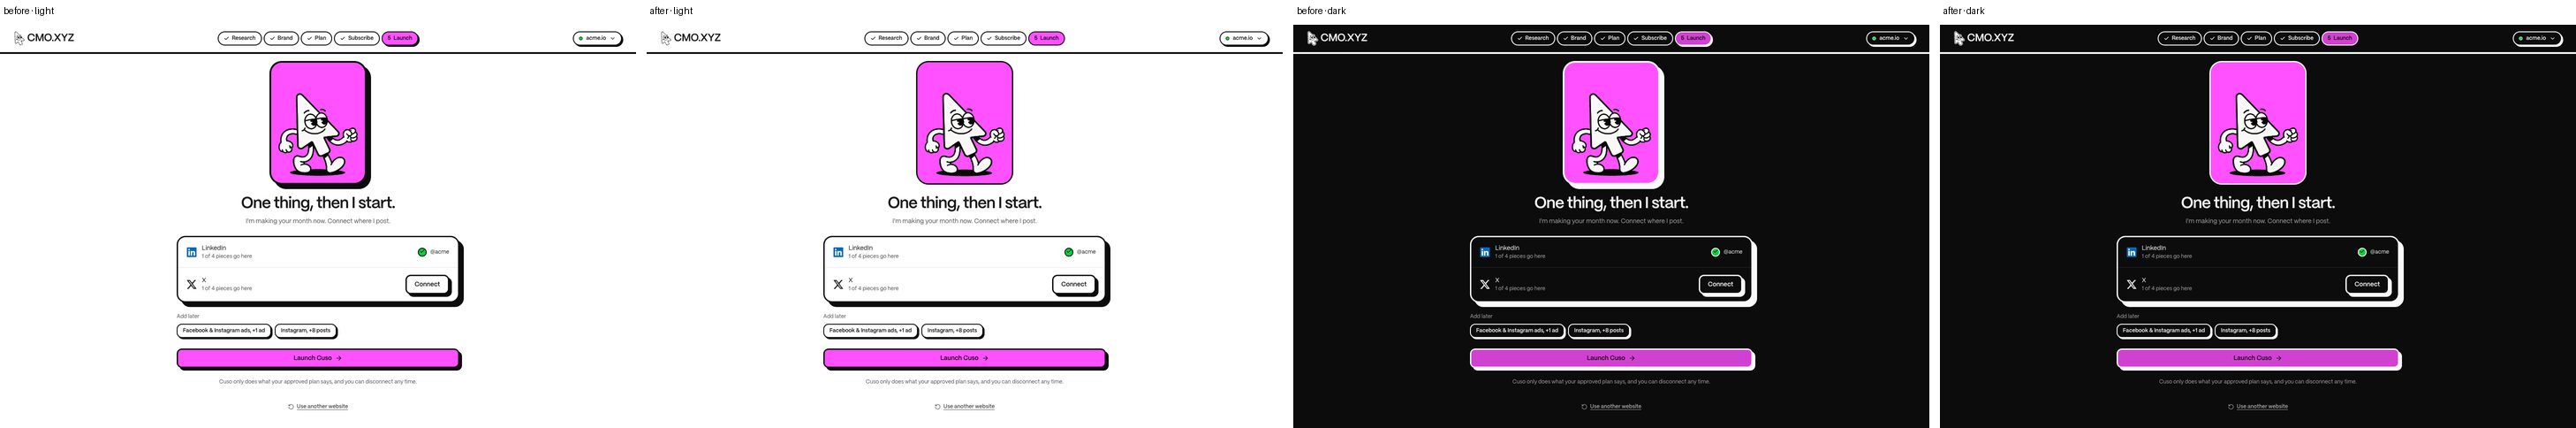 before·light
CMO.XYZ
Research Brand Plan Subscribe 5 Launch
acme.io
One thing, then I start.
I'm making your month now. Connect where I post.
in LinkedIn
1 of 4 pieces go here
@acme
X
1 of 4 pieces go here
Connect
Add later
Facebook & Instagram ads, +1 ad Instagram, +8 posts
Launch Cuso →
Cuso only does what your approved plan says, and you can disconnect any time.
Use another website
after·light
CMO.XYZ
Research Brand Plan Subscribe 5 Launch
acme.io
One thing, then I start.
I'm making your month now. Connect where I post.
in LinkedIn
1 of 4 pieces go here
@acme
X
1 of 4 pieces go here
Connect
Add later
Facebook & Instagram ads, +1 ad Instagram, +8 posts
Launch Cuso →
Cuso only does what your approved plan says, and you can disconnect any time.
Use another website
before·dark
CMO.XYZ
Research Brand Plan Subscribe 5 Launch
acme.io
One thing, then I start.
I'm making your month now. Connect where I post.
in LinkedIn
1 of 4 pieces go here
@acme
X
1 of 4 pieces go here
Connect
Add later
Facebook & Instagram ads, +1 ad Instagram, +8 posts
Launch Cuso →
Cuso only does what your approved plan says, and you can disconnect any time.
Use another website
after·dark
CMO.XYZ
Research Brand Plan Subscribe 5 Launch
acme.io
One thing, then I start.
I'm making your month now. Connect where I post.
in LinkedIn
1 of 4 pieces go here
@acme
X
1 of 4 pieces go here
Connect
Add later
Facebook & Instagram ads, +1 ad Instagram, +8 posts
Launch Cuso →
Cuso only does what your approved plan says, and you can disconnect any time.
Use another website